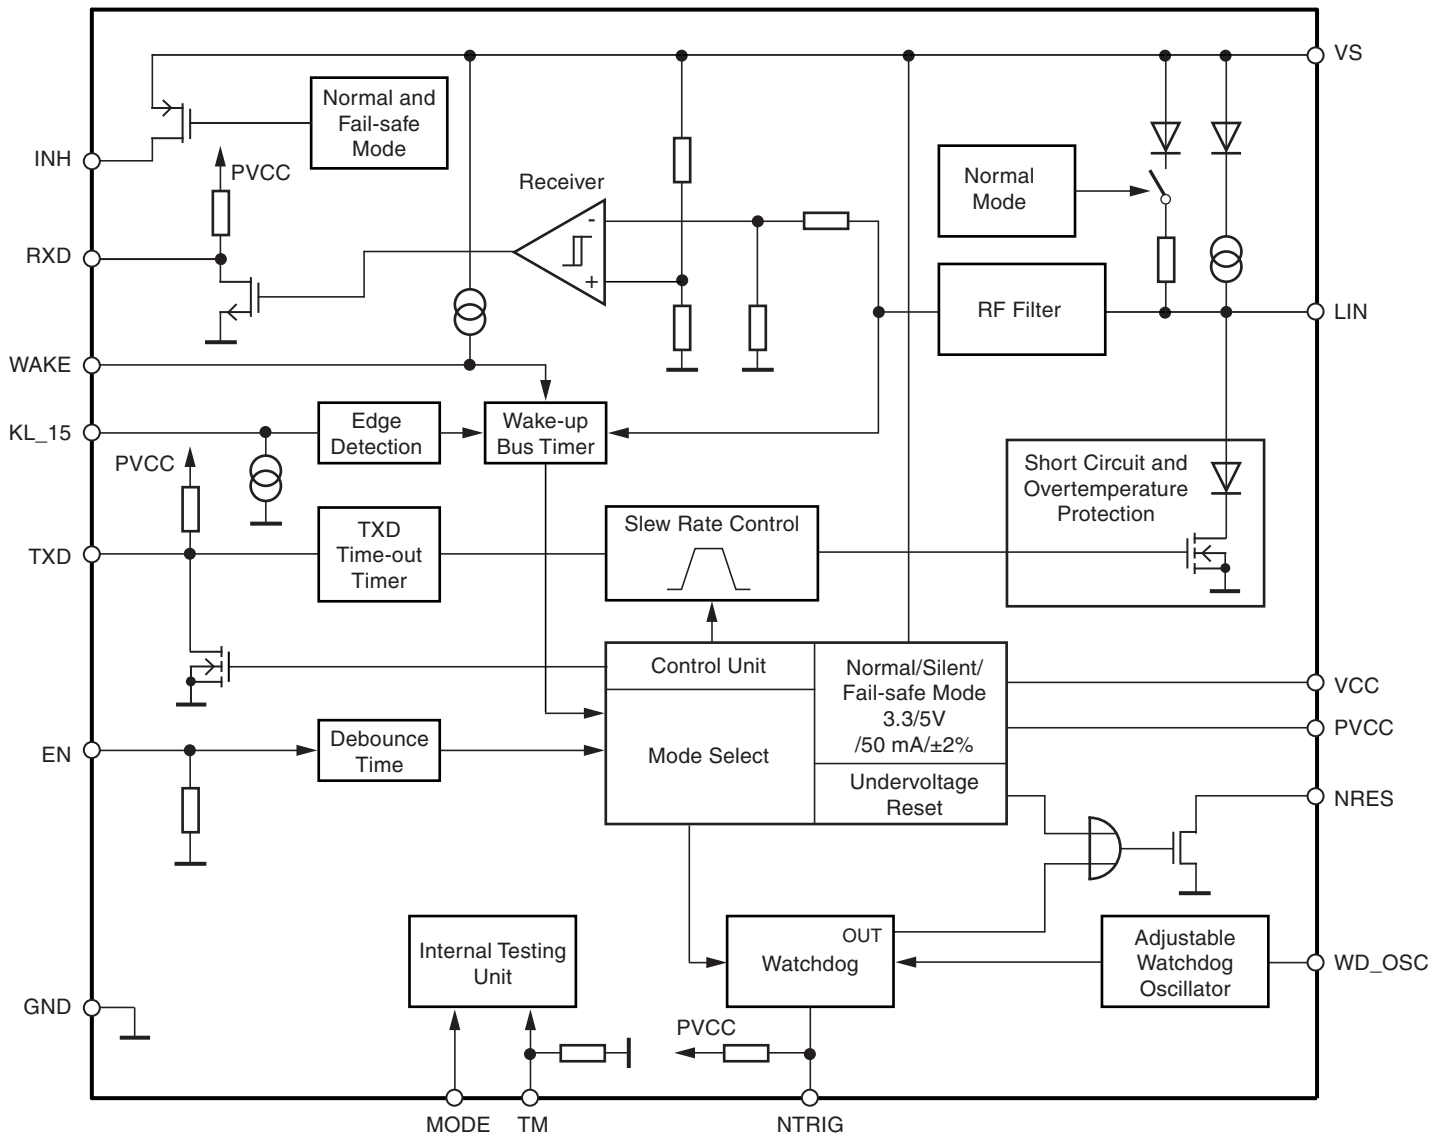 VS
Normal and
Fail-safe
Mode
INH
PVCC
Receiver
-
+
Normal
Mode
RXD
RF Filter
LIN
WAKE
KL_15
Edge
Detection
Wake-up
Bus Timer
PVCC
Short Circuit and
Overtemperature
Protection
TXD
TXD
Time-out
Timer
Slew Rate Control
Control Unit
Normal/Silent/
Fail-safe Mode
3.3/5V
/50 mA/±2%
VCC
PVCC
EN
Debounce
Time
Mode Select
Undervoltage
Reset
NRES
Internal Testing
Unit
OUT
Watchdog
Adjustable
Watchdog
Oscillator
WD_OSC
GND
PVCC
MODE
TM
NTRIG